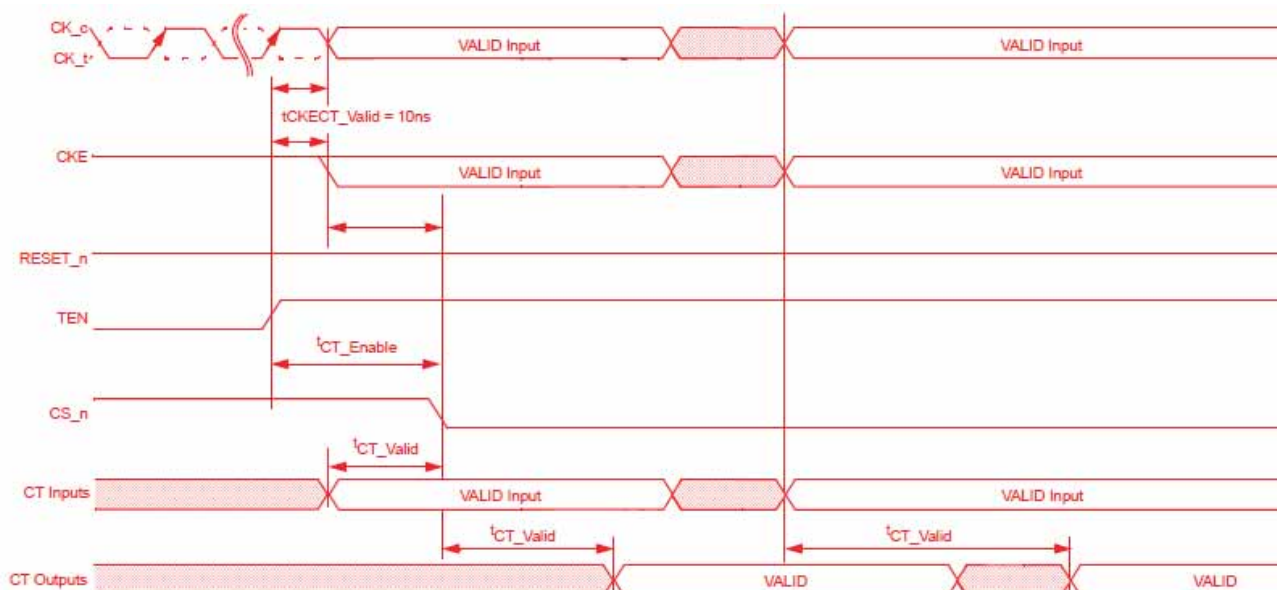 CK_c
CK_t
VALID Input
VALID Input
tCKECT_Valid = 10ns
CKE
VALID Input
VALID Input
RESET_n
TEN
tCT_Enable
CS_n
tCT_Valid
CT Inputs
VALID Input
VALID Input
tCT_Valid
tCT_Valid
CT Outputs
VALID
VALID